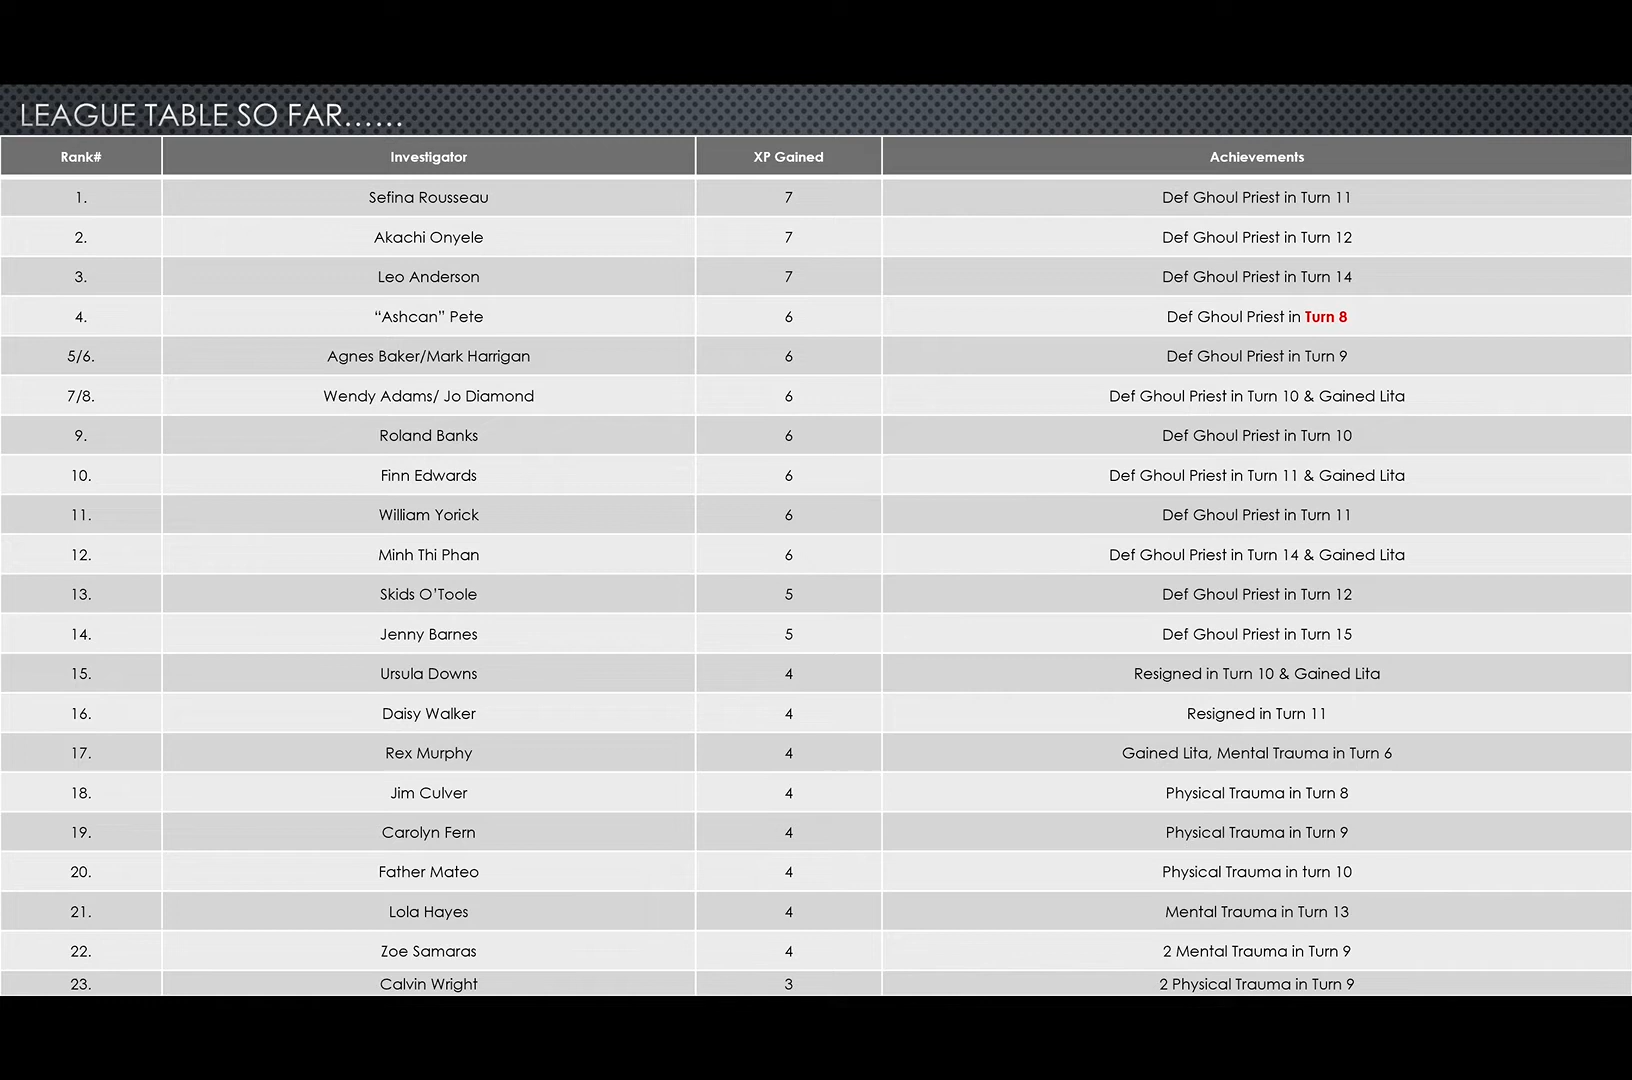 LEAGUE TABLE SO FAR......
Rank# Investigator XP Gained Achievements
1. Sefina Rousseau 7 Def Ghoul Priest in Turn 11
2. Akachi Onyele 7 Def Ghoul Priest in Turn 12
3. Leo Anderson 7 Def Ghoul Priest in Turn 14
4. “Ashcan” Pete 6 Def Ghoul Priest in Turn 8
5/6. Agnes Baker/Mark Harrigan 6 Def Ghoul Priest in Turn 9
7/8. Wendy Adams/ Jo Diamond 6 Def Ghoul Priest in Turn 10 & Gained Lita
9. Roland Banks 6 Def Ghoul Priest in Turn 10
10. Finn Edwards 6 Def Ghoul Priest in Turn 11 & Gained Lita
11. William Yorick 6 Def Ghoul Priest in Turn 11
12. Minh Thi Phan 6 Def Ghoul Priest in Turn 14 & Gained Lita
13. Skids O’Toole 5 Def Ghoul Priest in Turn 12
14. Jenny Barnes 5 Def Ghoul Priest in Turn 15
15. Ursula Downs 4 Resigned in Turn 10 & Gained Lita
16. Daisy Walker 4 Resigned in Turn 11
17. Rex Murphy 4 Gained Lita, Mental Trauma in Turn 6
18. Jim Culver 4 Physical Trauma in Turn 8
19. Carolyn Fern 4 Physical Trauma in Turn 9
20. Father Mateo 4 Physical Trauma in turn 10
21. Lola Hayes 4 Mental Trauma in Turn 13
22. Zoe Samaras 4 2 Mental Trauma in Turn 9
23. Calvin Wright 3 2 Physical Trauma in Turn 9